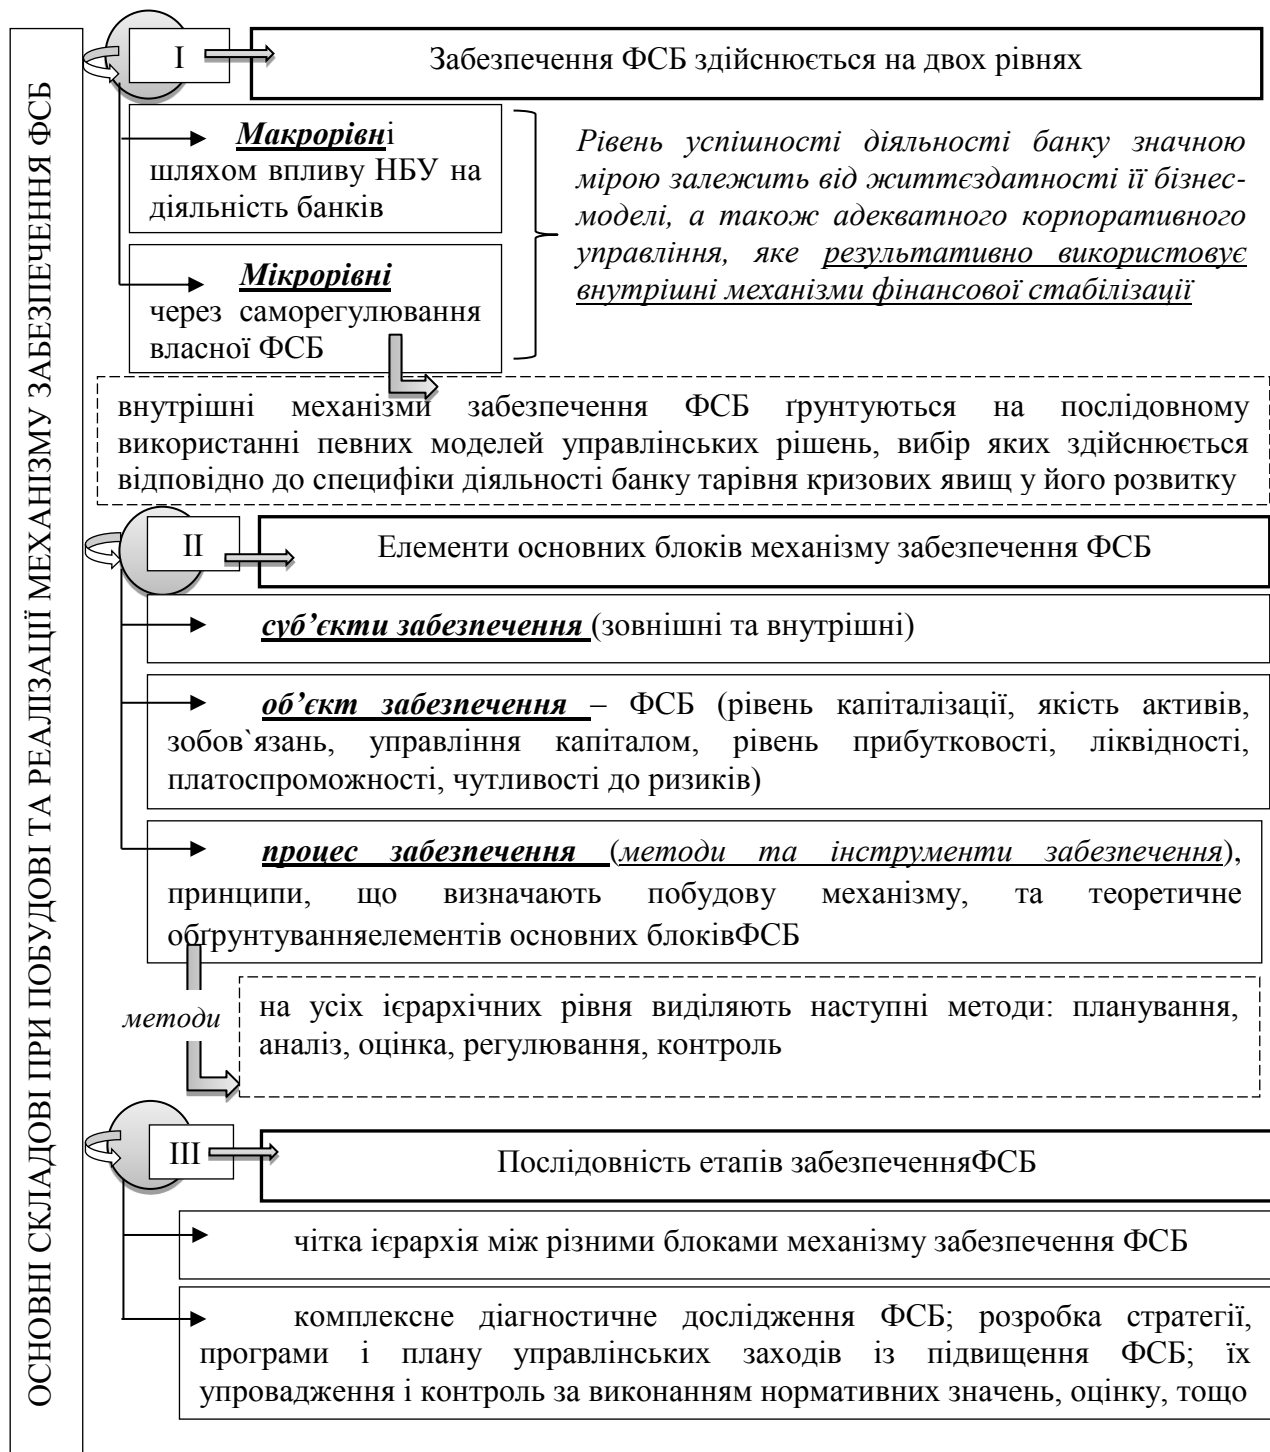 ОСНОВНІ СКЛАДОВІ ПРИ ПОБУДОВІ ТА РЕАЛІЗАЦІЇ МЕХАНІЗМУ ЗАБЕЗПЕЧЕННЯ ФСБ
I
Забезпечення ФСБ здійснюється на двох рівнях
Макрорівні
шляхом впливу НБУ на
діяльність банків
Мікрорівні
через саморегулювання
власної ФСБ
Рівень успішності діяльності банку значною
мірою залежить від життєздатності її бізнес-
моделі, а також адекватного корпоративного
управління, яке результативно використовує
внутрішні механізми фінансової стабілізації
внутрішні механізми забезпечення ФСБ ґрунтуються на послідовному
використанні певних моделей управлінських рішень, вибір яких здійснюється
відповідно до специфіки діяльності банку тарівня кризових явищ у його розвитку
II
Елементи основних блоків механізму забезпечення ФСБ
суб’єкти забезпечення (зовнішні та внутрішні)
об’єкт забезпечення – ФСБ (рівень капіталізації, якість активів,
зобов`язань, управління капіталом, рівень прибутковості, ліквідності,
платоспроможності, чутливості до ризиків)
процес забезпечення (методи та інструменти забезпечення),
принципи, що визначають побудову механізму, та теоретичне
обґрунтуванняелементів основних блоківФСБ
методи
на усіх ієрархічних рівня виділяють наступні методи: планування,
аналіз, оцінка, регулювання, контроль
III
Послідовність етапів забезпеченняФСБ
чітка ієрархія між різними блоками механізму забезпечення ФСБ
комплексне діагностичне дослідження ФСБ; розробка стратегії,
програми і плану управлінських заходів із підвищення ФСБ; їх
упровадження і контроль за виконанням нормативних значень, оцінку, тощо